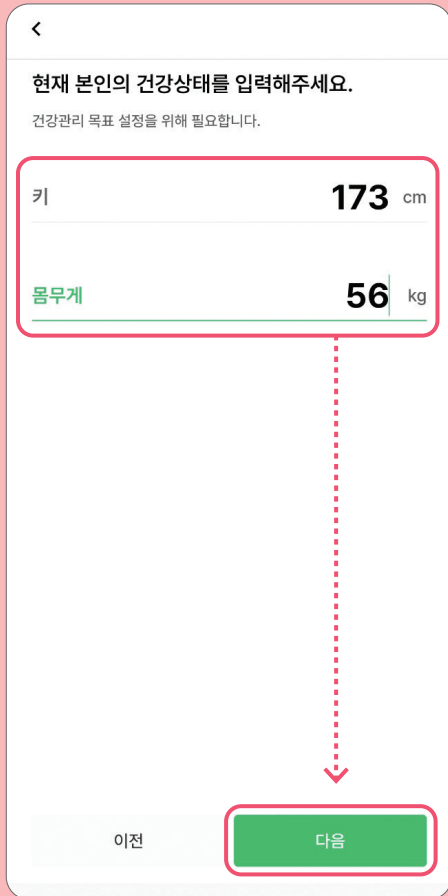 현재 본인의 건강상태를 입력해주세요.
건강관리 목표 설정을 위해 필요합니다.
키 173 cm
몸무게 56 kg
이전 다음